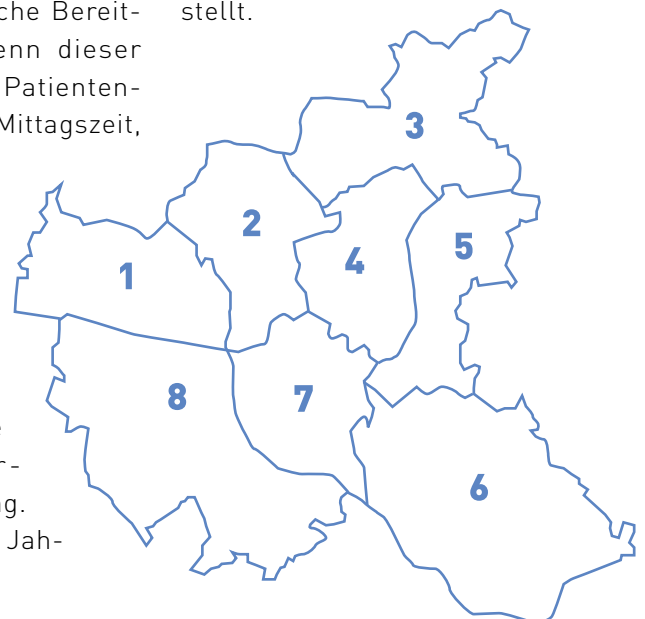 che Bereit-
enn dieser
Patienten-
Mittagszeit,
stellt.
3
2
5
4
1
8
7
6
r-
g.
Jah-